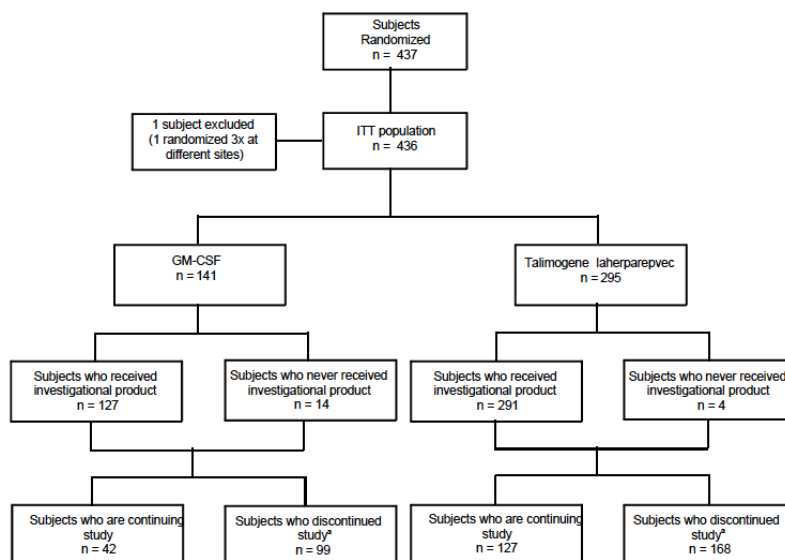 Subjects
Randomized
n = 437
1 subject excluded
(1 randomized 3x at
different sites)
ITT population
n = 436
GM-CSF
n = 141
Talimogene laherparepvec
n = 295
Subjects who received
investigational product
n = 127
Subjects who never received
investigational product
n = 14
Subjects who received
investigational product
n = 291
Subjects who never received
investigational product
n = 4
Subjects who are continuing
study
n = 42
Subjects who discontinued
studyª
n = 99
Subjects who are continuing
study
n = 127
Subjects who discontinued
studyª
n = 168